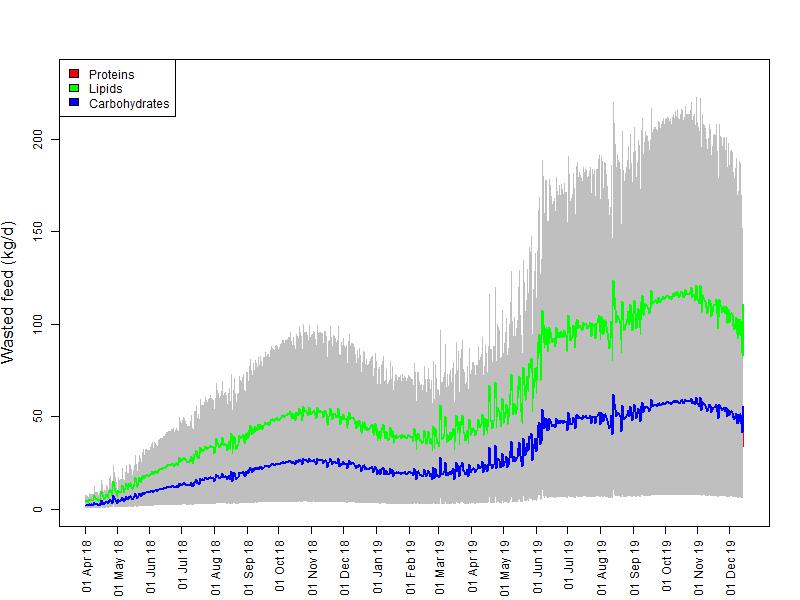 Proteins
Lipids
Carbohydrates
Wasted feed (kg/d)
200
150
100
50
0
01 Apr 18
01 May 18
01 Jun 18
01 Jul 18
01 Aug 18
01 Sep 18
01 Oct 18
01 Nov 18
01 Dec 18
01 Jan 19
01 Feb 19
01 Mar 19
01 Apr 19
01 May 19
01 Jun 19
01 Jul 19
01 Aug 19
01 Sep 19
01 Oct 19
01 Nov 19
01 Dec 19